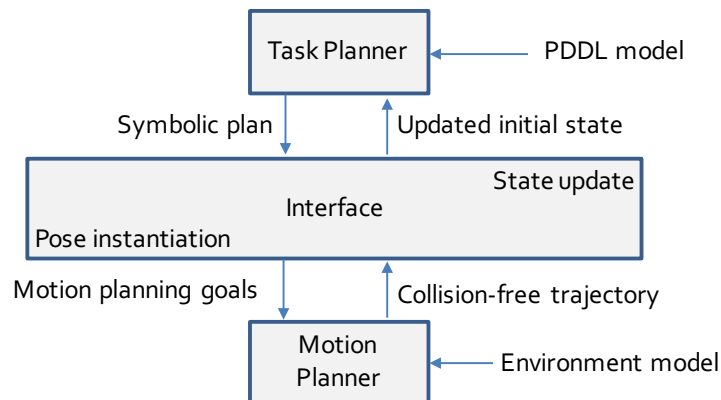 Task Planner
PDDL model
Symbolic plan
Updated initial state
State update
Interface
Pose instantiation
Motion planning goals
Collision-free trajectory
Motion
Planner
Environment model